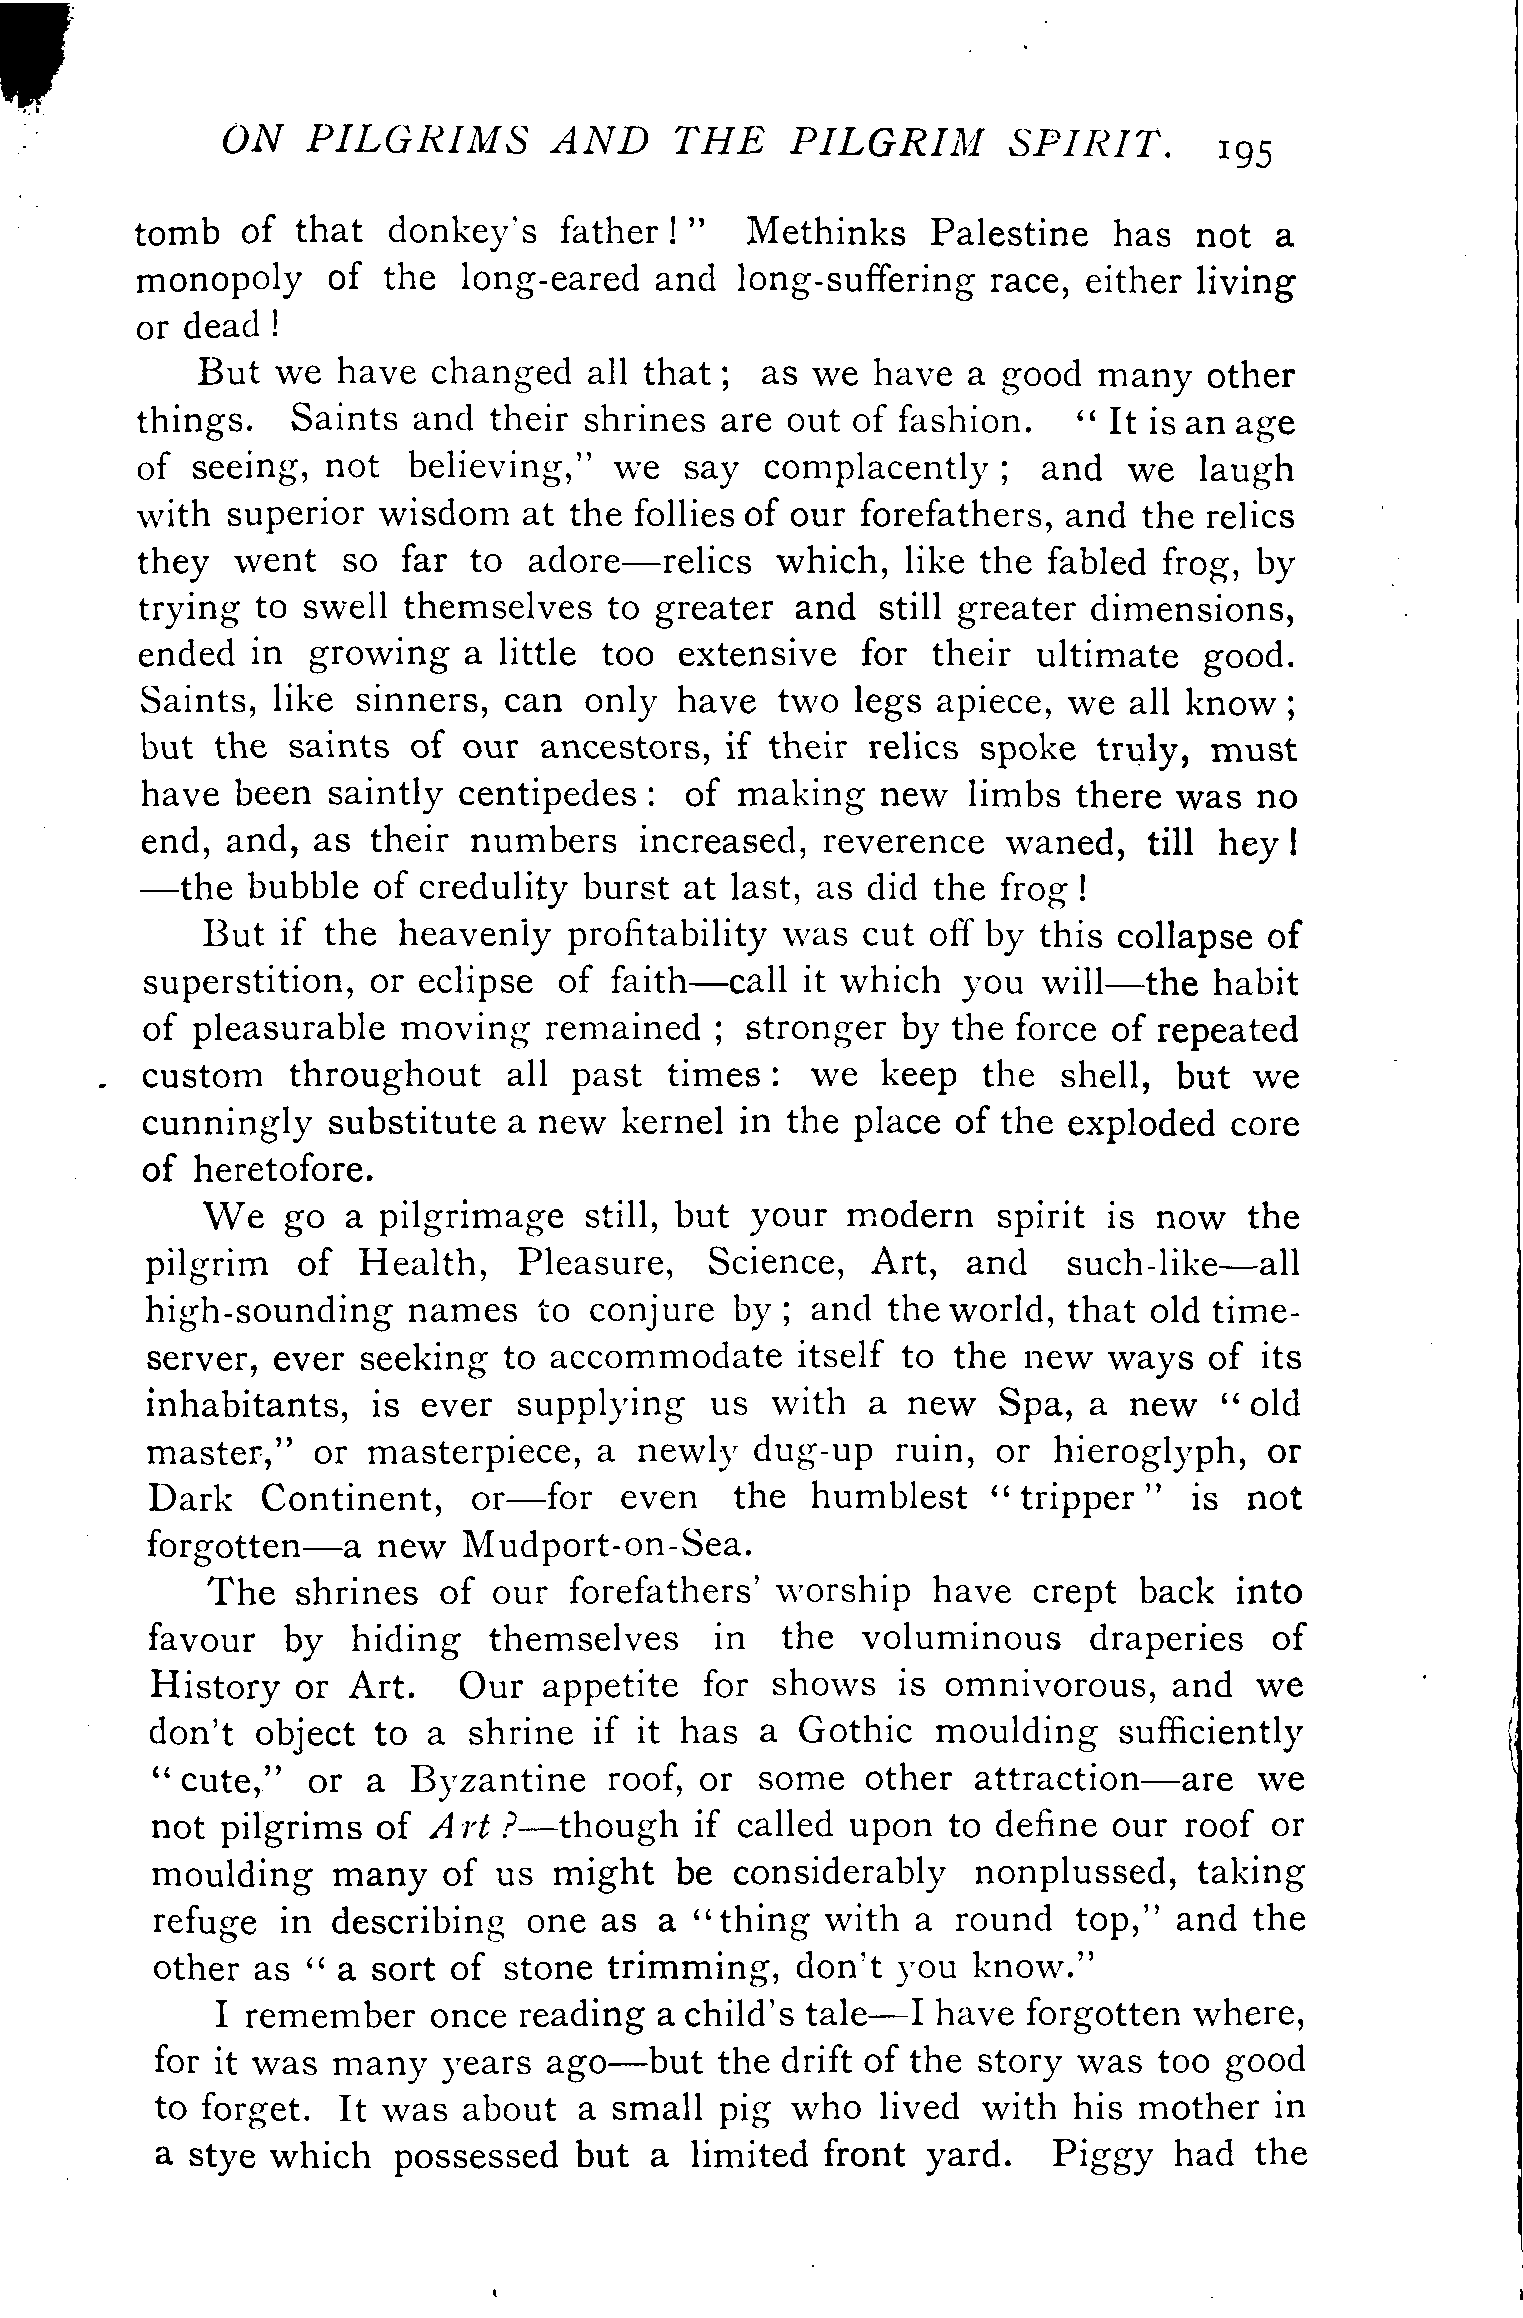 ON PILGRIMS AND THE PILGRIM SPIRIT. 195
tomb of that donkey's father!" Methinks Palestine has not a
monopoly of the long-eared and long-suffering race, either living
or dead!
But we have changed all that; as we have a good many other
things. Saints and their shrines are out of fashion. "It is an age
of seeing, not believing," we say complacently; and we laugh
with superior wisdom at the follies of our forefathers, and the relics
they went so far to adore—relics which, like the fabled frog, by
trying to swell themselves to greater and still greater dimensions,
ended in growing a little too extensive for their ultimate good.
Saints, like sinners, can only have two legs apiece, we all know;
but the saints of our ancestors, if their relics spoke truly, must
have been saintly centipedes: of making new limbs there was no
end, and, as their numbers increased, reverence waned, till hey!
—the bubble of credulity burst at last, as did the frog!
But if the heavenly profitability was cut off by this collapse of
superstition, or eclipse of faith—call it which you will—the habit
of pleasurable moving remained; stronger by the force of repeated
custom throughout all past times: we keep the shell, but we
cunningly substitute a new kernel in the place of the exploded core
of heretofore.
We go a pilgrimage still, but your modern spirit is now the
pilgrim of Health, Pleasure, Science, Art, and such-like—all
high-sounding names to conjure by; and the world, that old time-
server, ever seeking to accommodate itself to the new ways of its
inhabitants, is ever supplying us with a new Spa, a new "old
master," or masterpiece, a newly dug-up ruin, or hieroglyph, or
Dark Continent, or—for even the humblest "tripper" is not
forgotten—a new Mudport-on-Sea.
The shrines of our forefathers' worship have crept back into
favour by hiding themselves in the voluminous draperies of
History or Art. Our appetite for shows is omnivorous, and we
don't object to a shrine if it has a Gothic moulding sufficiently
"cute," or a Byzantine roof, or some other attraction—are we
not pilgrims of Art?—though if called upon to define our roof or
moulding many of us might be considerably nonplussed, taking
refuge in describing one as a "thing with a round top," and the
other as "a sort of stone trimming, don't you know."
I remember once reading a child's tale—I have forgotten where,
for it was many years ago—but the drift of the story was too good
to forget. It was about a small pig who lived with his mother in
a stye which possessed but a limited front yard. Piggy had the